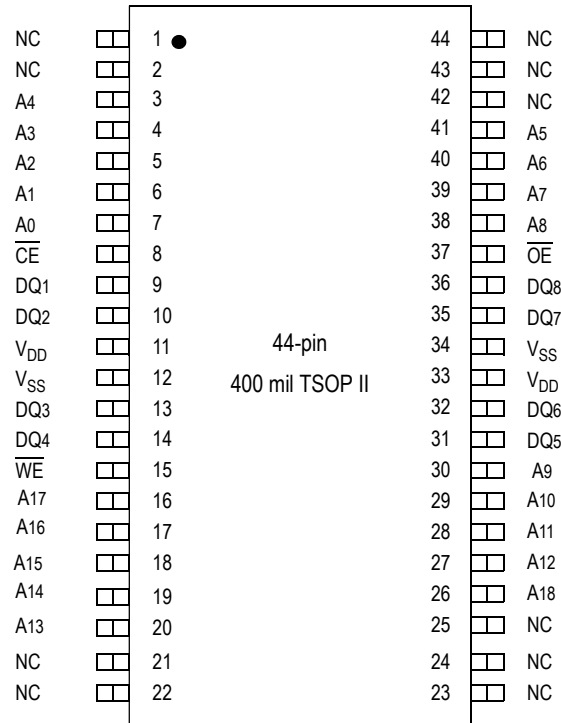 NC 1 44 NC
NC 2 43 NC
A4 3 42 NC
A3 4 41 A5
A2 5 40 A6
A1 6 39 A7
A0 7 38 A8
C̅E̅ 8 37 O̅E̅
DQ1 9 36 DQ8
DQ2 10 35 DQ7
VDD 11 44-pin 34 VSS
VSS 12 400 mil TSOP II 33 VDD
DQ3 13 32 DQ6
DQ4 14 31 DQ5
W̅E̅ 15 30 A9
A17 16 29 A10
A16 17 28 A11
A15 18 27 A12
A14 19 26 A18
A13 20 25 NC
NC 21 24 NC
NC 22 23 NC